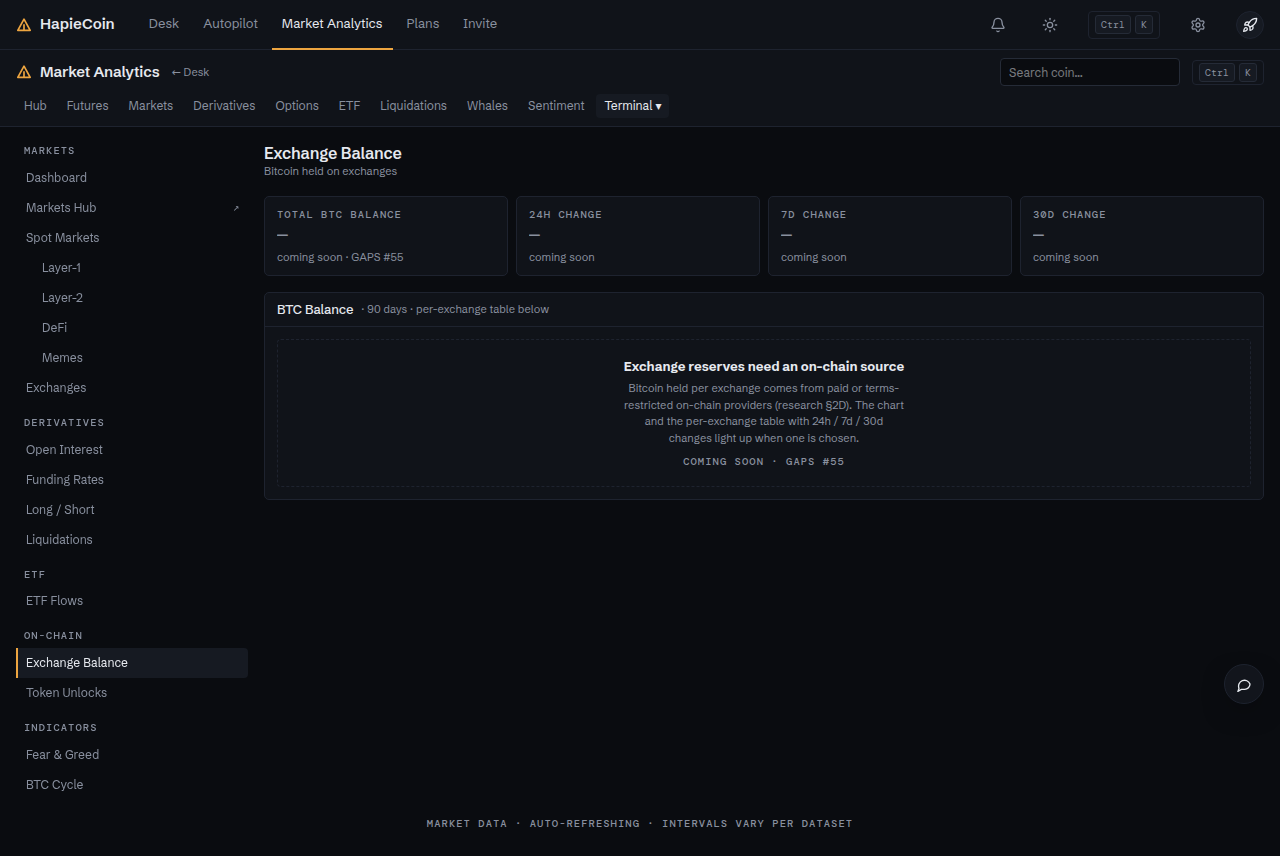 HapieCoin Desk Autopilot Market Analytics Plans Invite Ctrl K
Market Analytics ← Desk Search coin... Ctrl K
Hub Futures Markets Derivatives Options ETF Liquidations Whales Sentiment Terminal ▾
MARKETS
Dashboard
Markets Hub ↗
Spot Markets
Layer-1
Layer-2
DeFi
Memes
Exchanges
DERIVATIVES
Open Interest
Funding Rates
Long / Short
Liquidations
ETF
ETF Flows
ON-CHAIN
Exchange Balance
Token Unlocks
INDICATORS
Fear & Greed
BTC Cycle
Exchange Balance
Bitcoin held on exchanges
TOTAL BTC BALANCE
—
coming soon · GAPS #55
24H CHANGE
—
coming soon
7D CHANGE
—
coming soon
30D CHANGE
—
coming soon
BTC Balance · 90 days · per-exchange table below
Exchange reserves need an on-chain source
Bitcoin held per exchange comes from paid or terms-
restricted on-chain providers (research §2D). The chart
and the per-exchange table with 24h / 7d / 30d
changes light up when one is chosen.
COMING SOON · GAPS #55
MARKET DATA · AUTO-REFRESHING · INTERVALS VARY PER DATASET